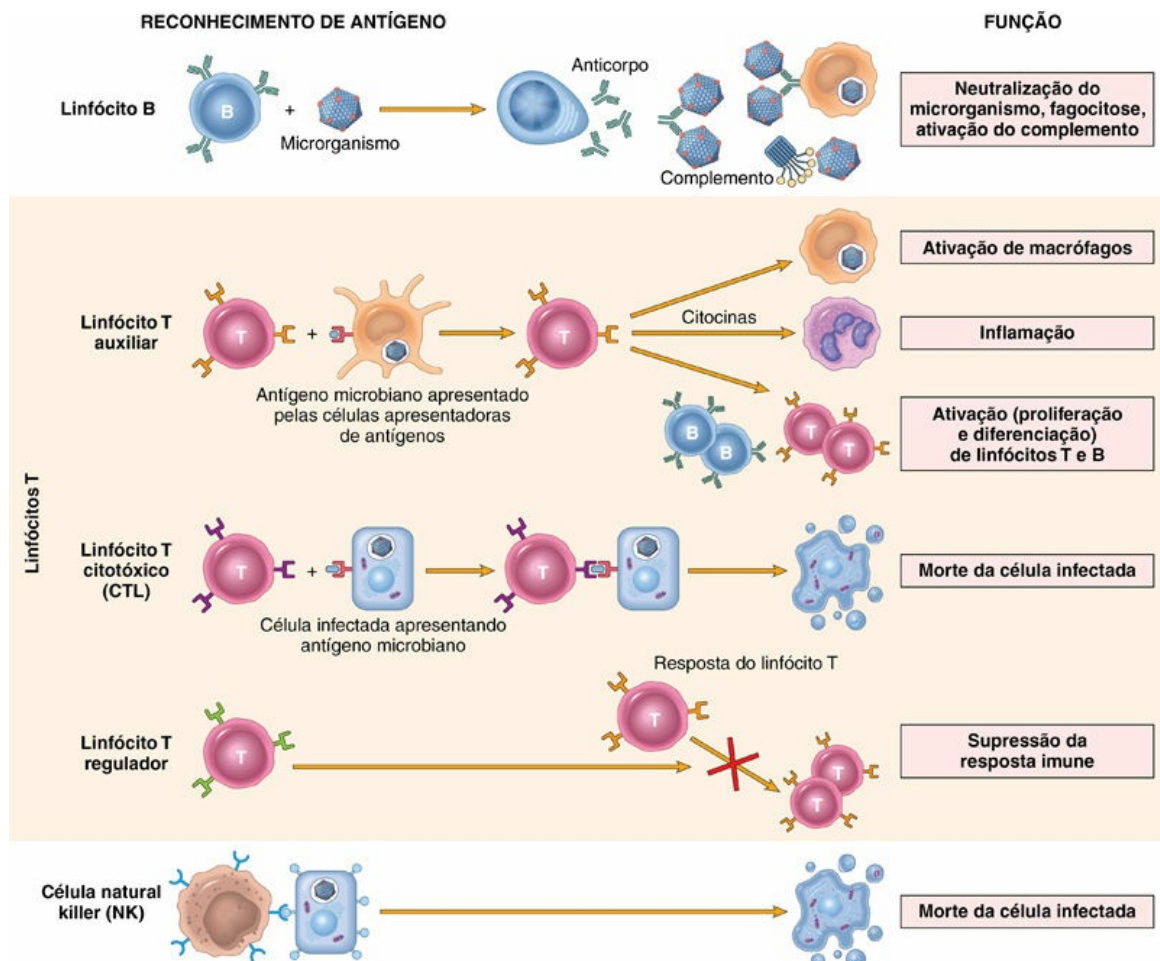 RECONHECIMENTO DE ANTÍGENO
FUNÇÃO
Linfócito B
B
+
Microrganismo
Anticorpo
Complemento
Neutralização do
microrganismo, fagocitose,
ativação do complemento
Linfócitos T
Linfócito T
auxiliar
T
+
Antígeno microbiano apresentado
pelas células apresentadoras
de antígenos
T
Citocinas
Ativação de macrófagos
Inflamação
B
B
T
T
Ativação (proliferação
e diferenciação)
de linfócitos T e B
Linfócito T
citotóxico
(CTL)
T
+
Célula infectada apresentando
antígeno microbiano
T
Morte da célula infectada
Linfócito T
regulador
T
Resposta do linfócito T
T
T
T
Supressão da
resposta imune
Célula natural
killer (NK)
Morte da célula infectada